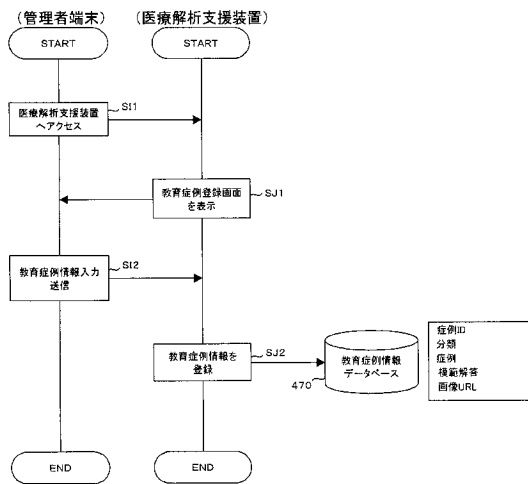 (管理者端末)
(医療解析支援装置)
START
START
医療解析支援装置
へアクセス
SI1
教育症例登録画面
を表示
SJ1
教育症例情報入力
送信
SI2
教育症例情報を
登録
SJ2
教育症例情報
データベース
470
症例ID
分類
症例
模範解答
画像URL
END
END